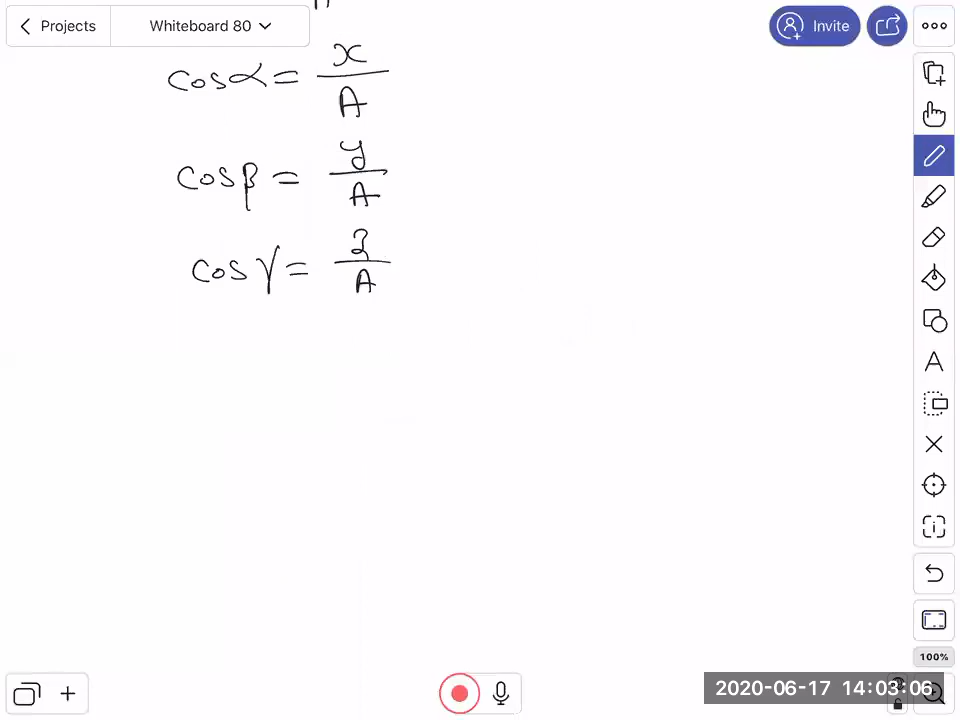 Projects
Whiteboard 80
Invite
cosα = x/A
cosβ = y/A
cosγ = z/A
A
100%
2020-06-17 14:03:06